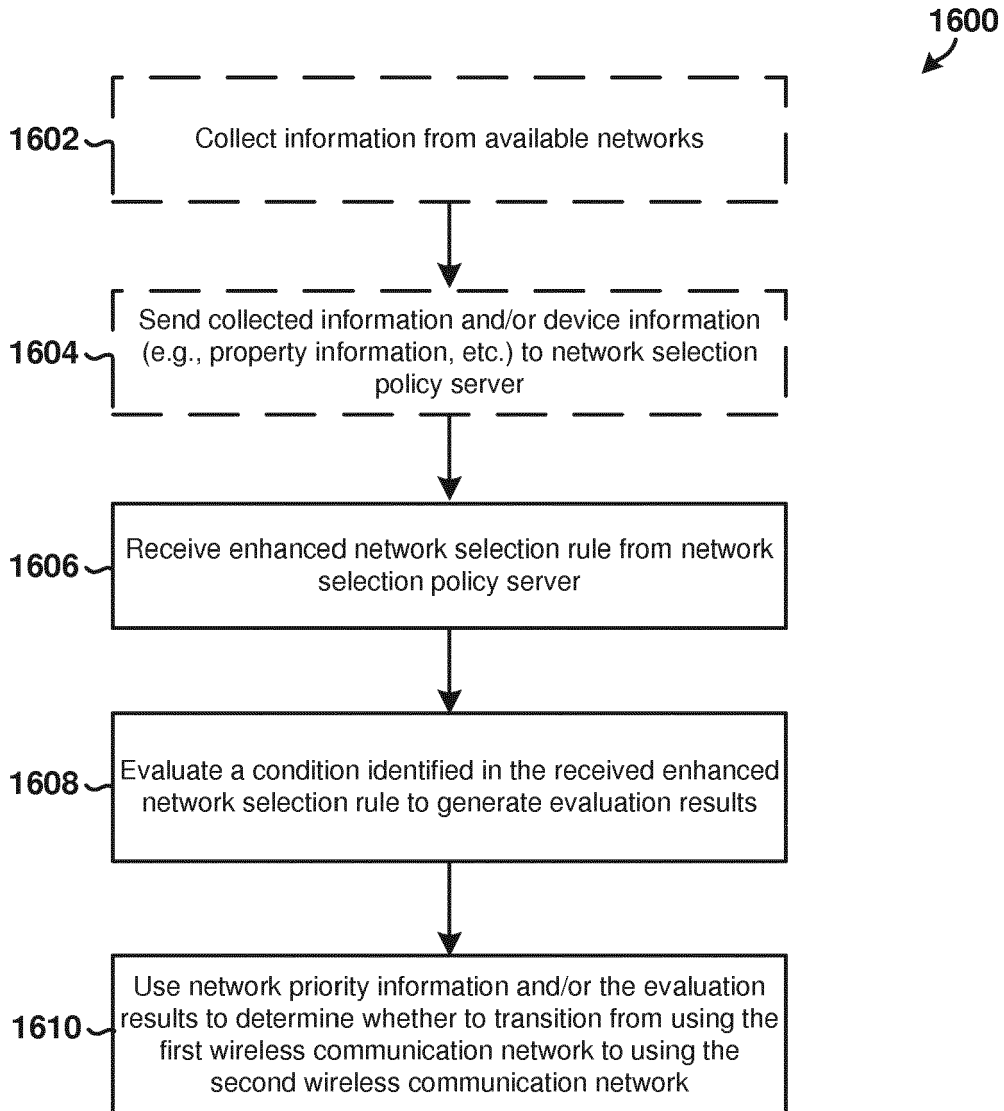 1600
1602
Collect information from available networks
1604
Send collected information and/or device information
(e.g., property information, etc.) to network selection
policy server
1606
Receive enhanced network selection rule from network
selection policy server
1608
Evaluate a condition identified in the received enhanced
network selection rule to generate evaluation results
1610
Use network priority information and/or the evaluation
results to determine whether to transition from using the
first wireless communication network to using the
second wireless communication network